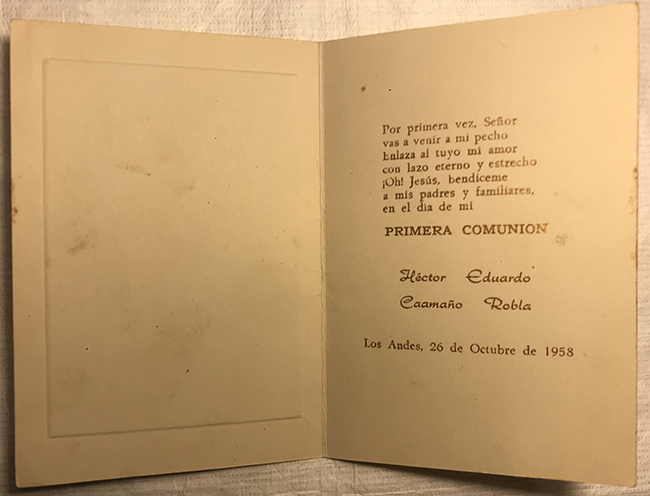 Por primera vez, Señor
vas a venir a mi pecho
Enlaza al tuyo mi amor
con lazo eterno y estrecho
¡Oh! Jesús, bendíceme
a mis padres y familiares,
en el día de mi
PRIMERA COMUNION
Héctor Eduardo
Caamaño Robla
Los Andes, 26 de Octubre de 1958